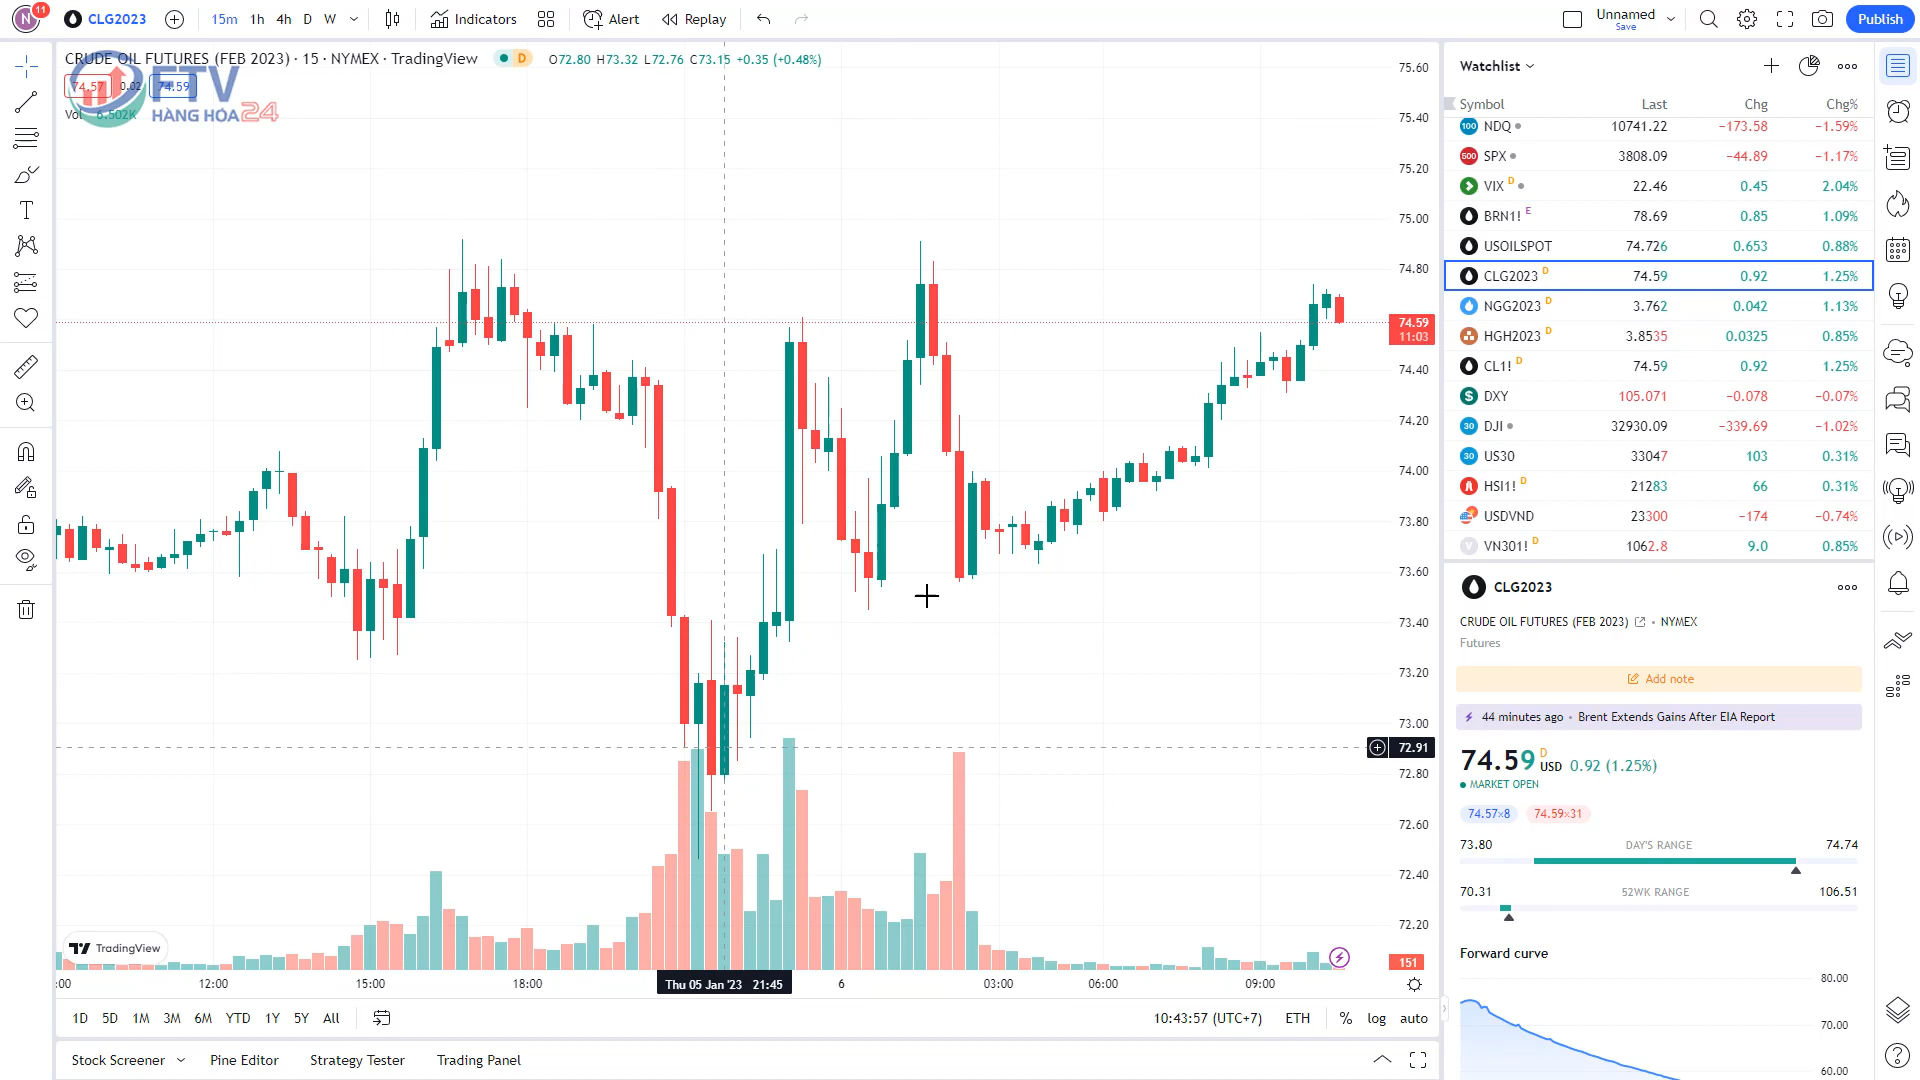 N 11 CLG2023 15m 1h 4h D W Indicators Alert Replay Unnamed Save Publish
CRUDE OIL FUTURES (FEB 2023) · 15 · NYMEX · TradingView D O72.80 H73.32 L72.76 C73.15 +0.35 (+0.48%)
74.57 0.02 74.59
Vol 6.502K
FTV
HÀNG HÓA24
75.60
75.40
75.20
75.00
74.80
74.59
11:03
74.40
74.20
74.00
73.80
73.60
73.40
73.20
73.00
72.91
72.80
72.60
72.40
72.20
151
TradingView
:00 12:00 15:00 18:00 Thu 05 Jan '23 21:45 6 03:00 06:00 09:00
1D 5D 1M 3M 6M YTD 1Y 5Y All 10:43:57 (UTC+7) ETH % log auto
Stock Screener Pine Editor Strategy Tester Trading Panel
Watchlist
Symbol Last Chg Chg%
100 NDQ 10741.22 −173.58 −1.59%
500 SPX 3808.09 −44.89 −1.17%
VIX D 22.46 0.45 2.04%
BRN1! E 78.69 0.85 1.09%
USOILSPOT 74.726 0.653 0.88%
CLG2023 D 74.59 0.92 1.25%
NGG2023 D 3.762 0.042 1.13%
HGH2023 D 3.8535 0.0325 0.85%
CL1! D 74.59 0.92 1.25%
$ DXY 105.071 −0.078 −0.07%
30 DJI 32930.09 −339.69 −1.02%
30 US30 33047 103 0.31%
HSI1! D 21283 66 0.31%
USDVND 23300 −174 −0.74%
V VN301! D 1062.8 9.0 0.85%
CLG2023
CRUDE OIL FUTURES (FEB 2023) • NYMEX
Futures
Add note
44 minutes ago • Brent Extends Gains After EIA Report
74.59 D USD 0.92 (1.25%)
MARKET OPEN
74.57×8 74.59×31
73.80 DAY'S RANGE 74.74
70.31 52WK RANGE 106.51
Forward curve
80.00
70.00
60.00